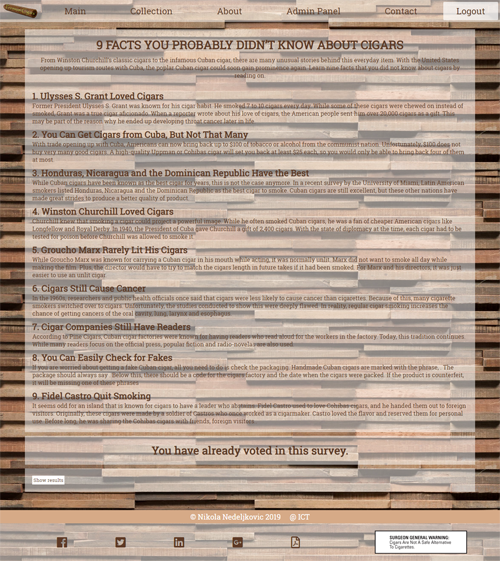 Main Collection About Admin Panel Contact Logout
9 FACTS YOU PROBABLY DIDN'T KNOW ABOUT CIGARS
From Winston Churchill's classic cigars to the infamous Cuban cigar, there are many unusual stories behind this everyday item. With the United States
opening up tourism routes with Cuba, the poplar Cuban cigar could soon gain prominence again. Learn nine facts that you did not know about cigars by
reading on.
1. Ulysses S. Grant Loved Cigars
Former President Ulysses S. Grant was known for his cigar habit. He smoked 7 to 10 cigars every day. While some of these cigars were chewed on instead of
smoked, Grant was a true cigar aficionado. When a reporter wrote about his love of cigars, the American people sent him over 20,000 cigars as a gift. This
may be part of the reason why he ended up developing throat cancer later in life.
2. You Can Get Cigars from Cuba, But Not That Many
With trade opening up with Cuba, Americans can now bring back up to $100 of tobacco or alcohol from the communist nation. Unfortunately, $100 does not
buy very many good cigars. A high-quality Uppman or Cohibas cigar will set you back at least $25 each, so you would only be able to bring back four of them
at most.
3. Honduras, Nicaragua and the Dominican Republic Have the Best
While Cuban cigars have been known as the best cigar for years, this is not the case anymore. In a recent survey by the University of Miami, Latin American
smokers listed Honduras, Nicaragua and the Dominican Republic as the best cigar to smoke. Cuban cigars are still excellent, but these other nations have
made great strides to produce a better quality of product.
4. Winston Churchill Loved Cigars
Churchill knew that smoking a cigar could project a powerful image. While he often smoked Cuban cigars, he was a fan of cheaper American cigars like
Longfellow and Royal Derby. In 1940, the President of Cuba gave Churchill a gift of 2,400 cigars. With the state of diplomacy at the time, each cigar had to be
tested for poison before Churchill was allowed to smoke it.
5. Groucho Marx Rarely Lit His Cigars
While Groucho Marx was known for carrying a Cuban cigar in his mouth while acting, it was normally unlit. Marx did not want to smoke all day while
making the film. Plus, the director would have to try to match the cigars length in future takes if it had been smoked. For Marx and his directors, it was just
easier to use an unlit cigar.
6. Cigars Still Cause Cancer
In the 1960s, researchers and public health officials once said that cigars were less likely to cause cancer than cigarettes. Because of this, many cigarette
smokers switched over to cigars. Unfortunately, the studies conducted to show this were deeply flawed. In reality, regular cigar smoking increases the
chance of getting cancers of the oral cavity, lung, larynx and esophagus.
7. Cigar Companies Still Have Readers
According to Pine Cigars, Cuban cigar factories were known for having readers who read aloud for the workers in the factory. Today, this tradition continues.
While many readers focus on the official press, popular fiction and radio-novels are also used.
8. You Can Easily Check for Fakes
If you are worried about getting a fake Cuban cigar, all you need to do is check the packaging. Handmade Cuban cigars are marked with the phrase, . The
package should always say . Below this, there should be a code for the cigars factory and the date when the cigars were packed. If the product is counterfeit,
it will be missing one of these phrases.
9. Fidel Castro Quit Smoking
It seems odd for an island that is known for cigars to have a leader who abstains. Fidel Castro used to love Cohibas cigars, and he handed them out to foreign
visitors. Originally, these cigars were made by a soldier of Castros who once worked as a cigarmaker. Castro loved the flavor and reserved them for personal
use. Before long, he was sharing the Cohibas cigars with friends, foreign visitors.
You have already voted in this survey.
Show results
© Nikola Nedeljkovic 2019 @ ICT
SURGEON GENERAL WARNING:
Cigars Are Not A Safe Alternative
To Cigarettes.